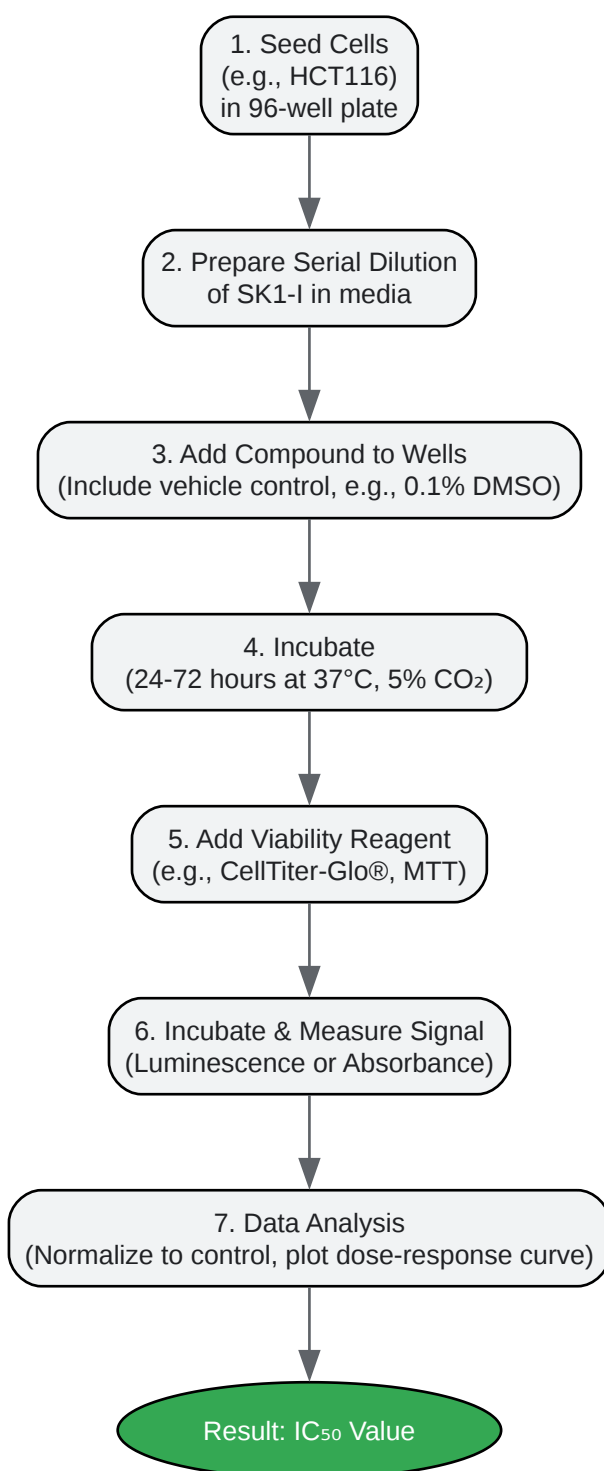 1. Seed Cells
(e.g., HCT116)
in 96-well plate
2. Prepare Serial Dilution
of SK1-I in media
3. Add Compound to Wells
(Include vehicle control, e.g., 0.1% DMSO)
4. Incubate
(24-72 hours at 37°C, 5% CO₂)
5. Add Viability Reagent
(e.g., CellTiter-Glo®, MTT)
6. Incubate & Measure Signal
(Luminescence or Absorbance)
7. Data Analysis
(Normalize to control, plot dose-response curve)
Result: IC₅₀ Value